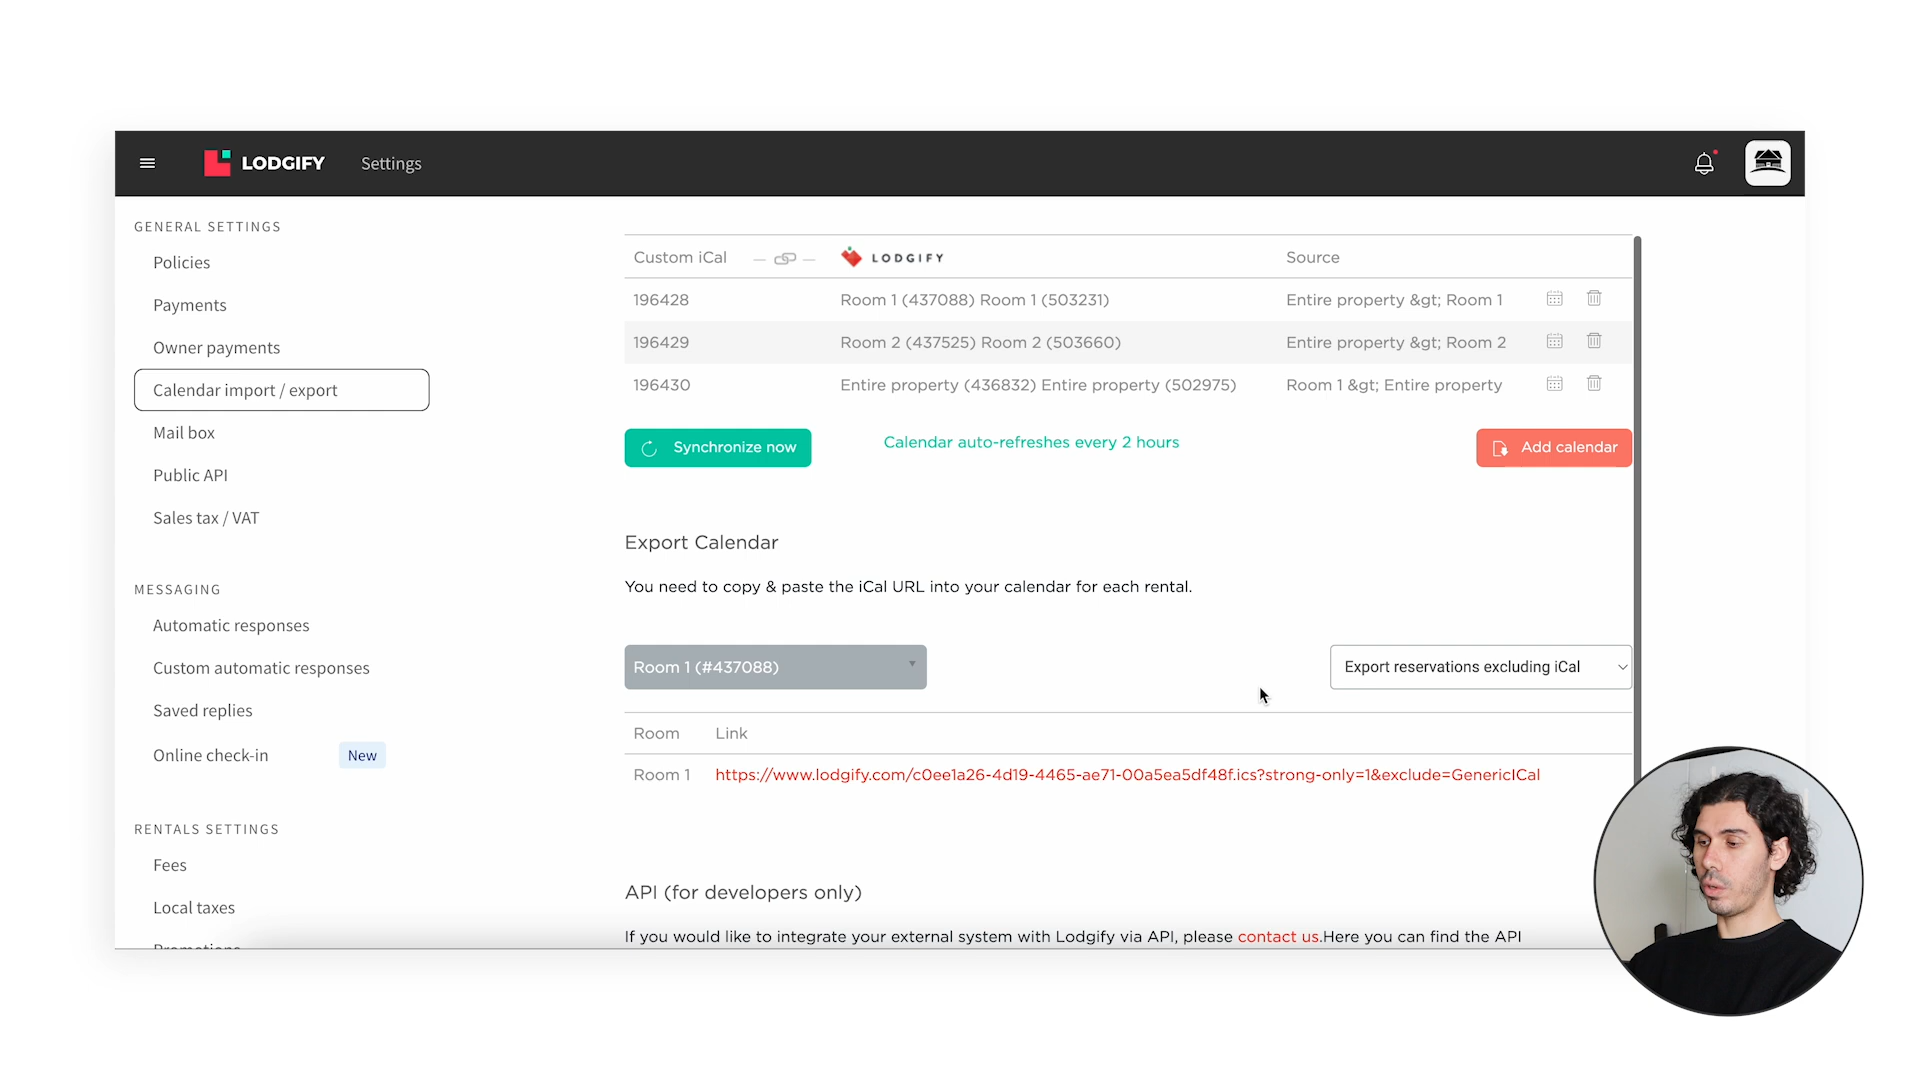 LODGIFY Settings
GENERAL SETTINGS
Policies
Payments
Owner payments
Calendar import / export
Mail box
Public API
Sales tax / VAT
MESSAGING
Automatic responses
Custom automatic responses
Saved replies
Online check-in New
RENTALS SETTINGS
Fees
Local taxes
Promotions
Custom iCal LODGIFY Source
196428 Room 1 (437088) Room 1 (503231) Entire property &gt; Room 1
196429 Room 2 (437525) Room 2 (503660) Entire property &gt; Room 2
196430 Entire property (436832) Entire property (502975) Room 1 &gt; Entire property
Synchronize now Calendar auto-refreshes every 2 hours Add calendar
Export Calendar
You need to copy & paste the iCal URL into your calendar for each rental.
Room 1 (#437088) Export reservations excluding iCal
Room Link
Room 1 https://www.lodgify.com/c0ee1a26-4d19-4465-ae71-00a5ea5df48f.ics?strong-only=1&exclude=GenericICal
API (for developers only)
If you would like to integrate your external system with Lodgify via API, please contact us.Here you can find the API